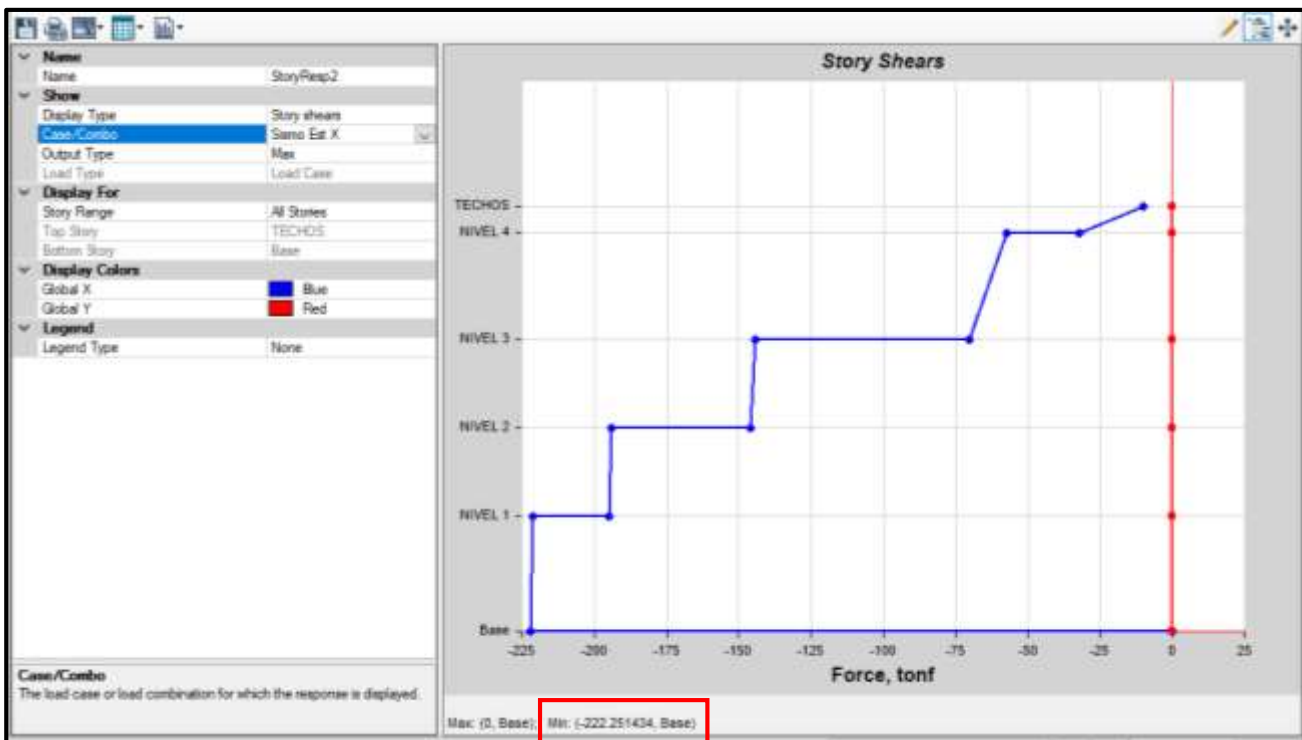 Name
Name StoryResp2
Show
Display Type Story shears
Case/Combo Sismo Est X
Output Type Max
Load Type Load Case
Display For
Story Range All Stories
Top Story TECHOS
Bottom Story Base
Display Colors
Global X Blue
Global Y Red
Legend
Legend Type None
Case/Combo
The load case or load combination for which the response is displayed.
Story Shears
TECHOS
NIVEL 4
NIVEL 3
NIVEL 2
NIVEL 1
Base
-225 -200 -175 -150 -125 -100 -75 -50 -25 0 25
Force, tonf
Max: (0, Base); Min: (-222.251434, Base)